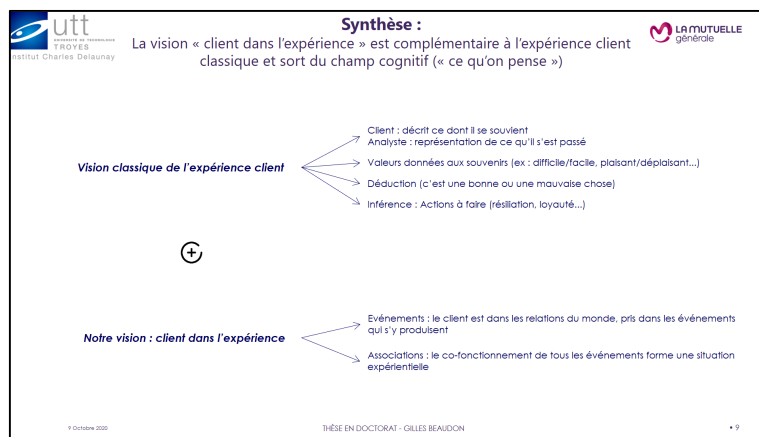 utt
UNIVERSITÉ DE TECHNOLOGIE
TROYES
Institut Charles Delaunay
Synthèse :
La vision « client dans l'expérience » est complémentaire à l'expérience client
classique et sort du champ cognitif (« ce qu'on pense »)
LA MUTUELLE
générale
Vision classique de l'expérience client
Client : décrit ce dont il se souvient
Analyste : représentation de ce qu'il s'est passé
Valeurs données aux souvenirs (ex : difficile/facile, plaisant/déplaisant...)
Déduction (c'est une bonne ou une mauvaise chose)
Inférence : Actions à faire (résiliation, loyauté...)
Notre vision : client dans l'expérience
Evénements : le client est dans les relations du monde, pris dans les événements
qui s'y produisent
Associations : le co-fonctionnement de tous les événements forme une situation
expérientielle
9 Octobre 2020
THÈSE EN DOCTORAT - GILLES BEAUDON
• 9